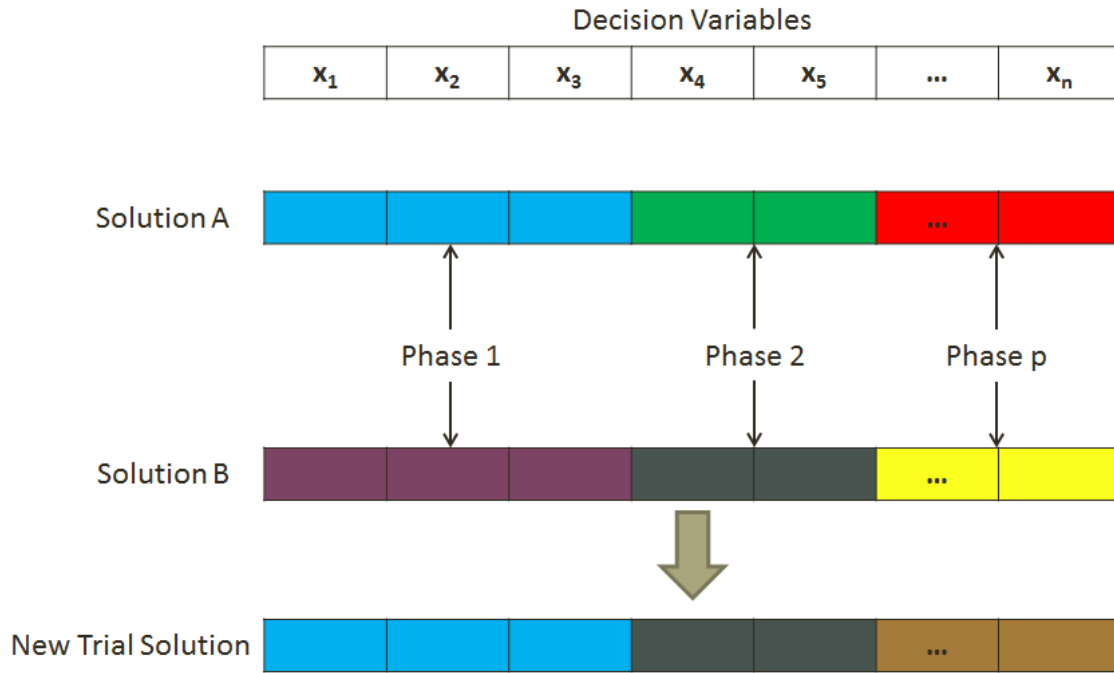 Decision Variables
x1 x2 x3 x4 x5 ... xn
Solution A ...
Phase 1 Phase 2 Phase p
Solution B ...
New Trial Solution ...